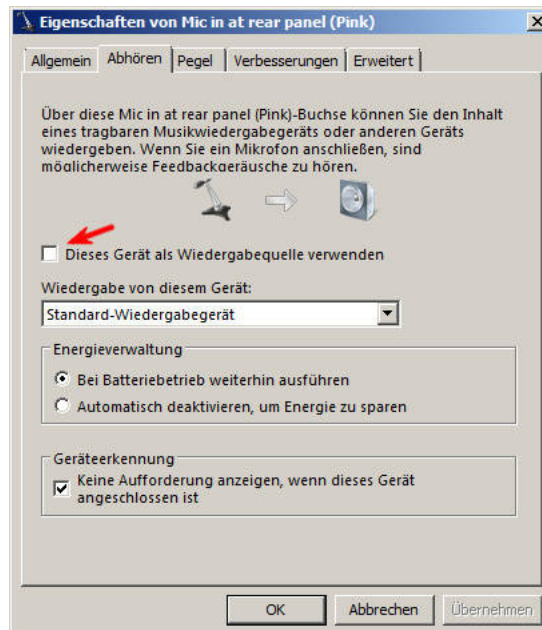 Eigenschaften von Mic in at rear panel (Pink)
Allgemein Abhören Pegel Verbesserungen Erweitert
Über diese Mic in at rear panel (Pink)-Buchse können Sie den Inhalt
eines tragbaren Musikwiedergabegeräts oder anderen Geräts
wiedergeben. Wenn Sie ein Mikrofon anschließen, sind
möglicherweise Feedbackgeräusche zu hören.
Dieses Gerät als Wiedergabequelle verwenden
Wiedergabe von diesem Gerät:
Standard-Wiedergabegerät
Energieverwaltung
Bei Batteriebetrieb weiterhin ausführen
Automatisch deaktivieren, um Energie zu sparen
Geräteerkennung
Keine Aufforderung anzeigen, wenn dieses Gerät
angeschlossen ist
OK Abbrechen Übernehmen